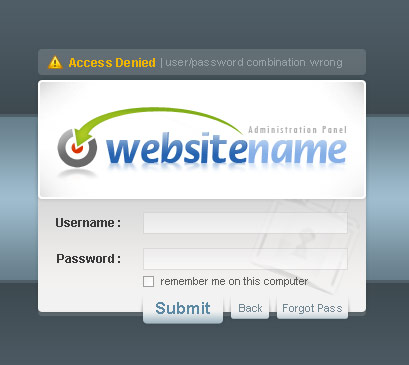 Access Denied | user/password combination wrong
Administration Panel
websitename
Username :
Password :
remember me on this computer
Submit Back Forgot Pass